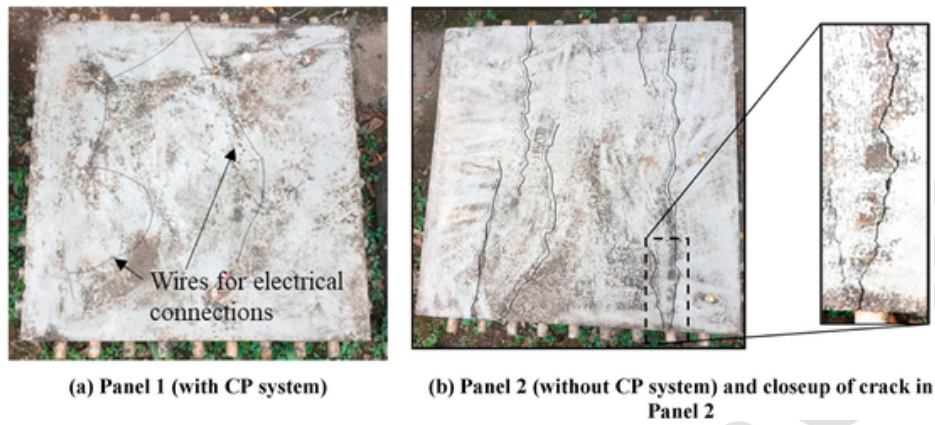 Wires for electrical
connections
(a) Panel 1 (with CP system)
(b) Panel 2 (without CP system) and closeup of crack in
Panel 2